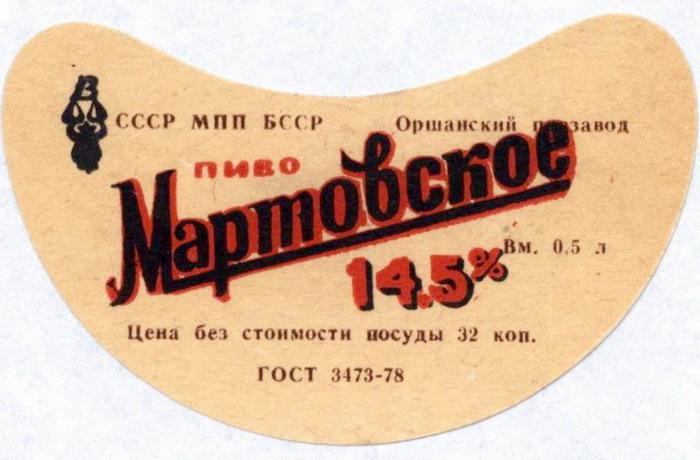 В
СССР МПП БССР
Оршанский пивзавод
пиво
Мартовское
14.5%
Вм. 0,5 л
Цена без стоимости посуды 32 коп.
ГОСТ 3473-78